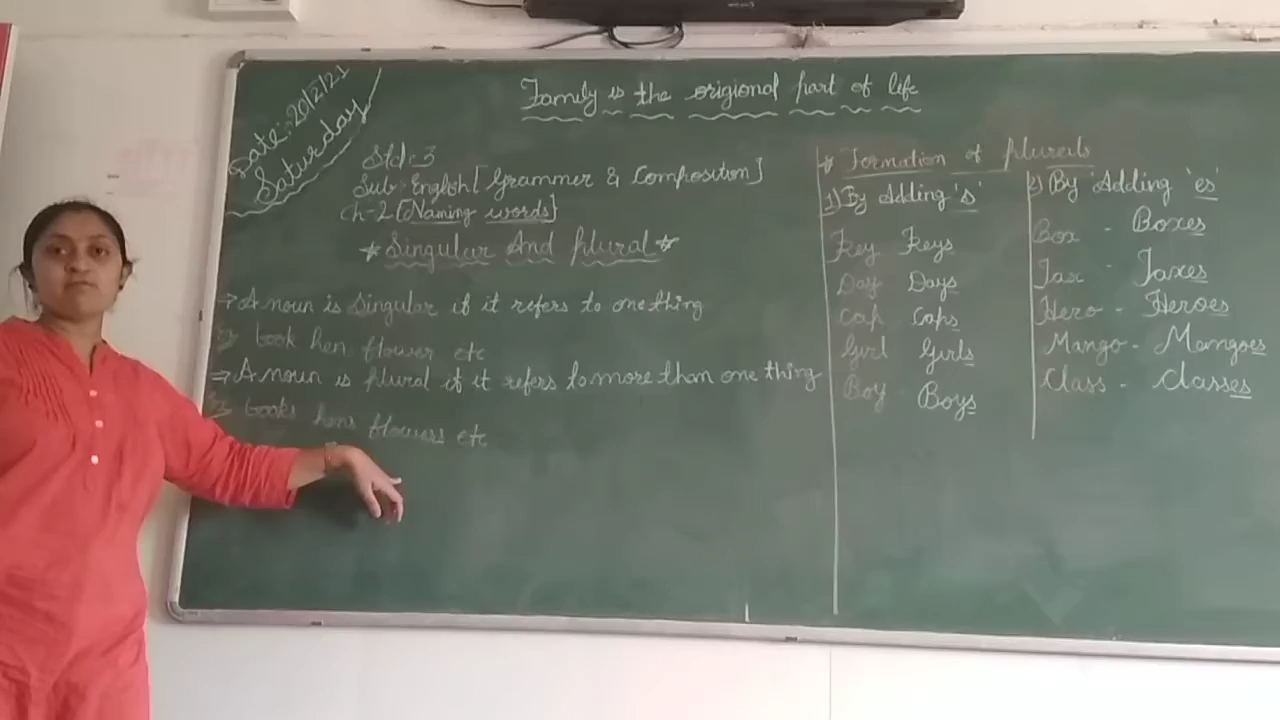 Date:-20/2/21
Saturday
Family is the origional part of life
Std:-3
Sub:-English [Grammer & Composition]
Ch-2 [Naming words]
*Singular And Plural*
→ A noun is Singular if it refers to one thing
book hen flower etc
→ A noun is plural if it refers to more than one thing
books hens flowers etc
* Formation of plurals
1) By Adding 's'
Key Keys
Day Days
Cap Caps
Girl Girls
Boy Boys
2) By Adding 'es'
Box - Boxes
Tax - Taxes
Hero - Heroes
Mango - Mangoes
Class - Classes